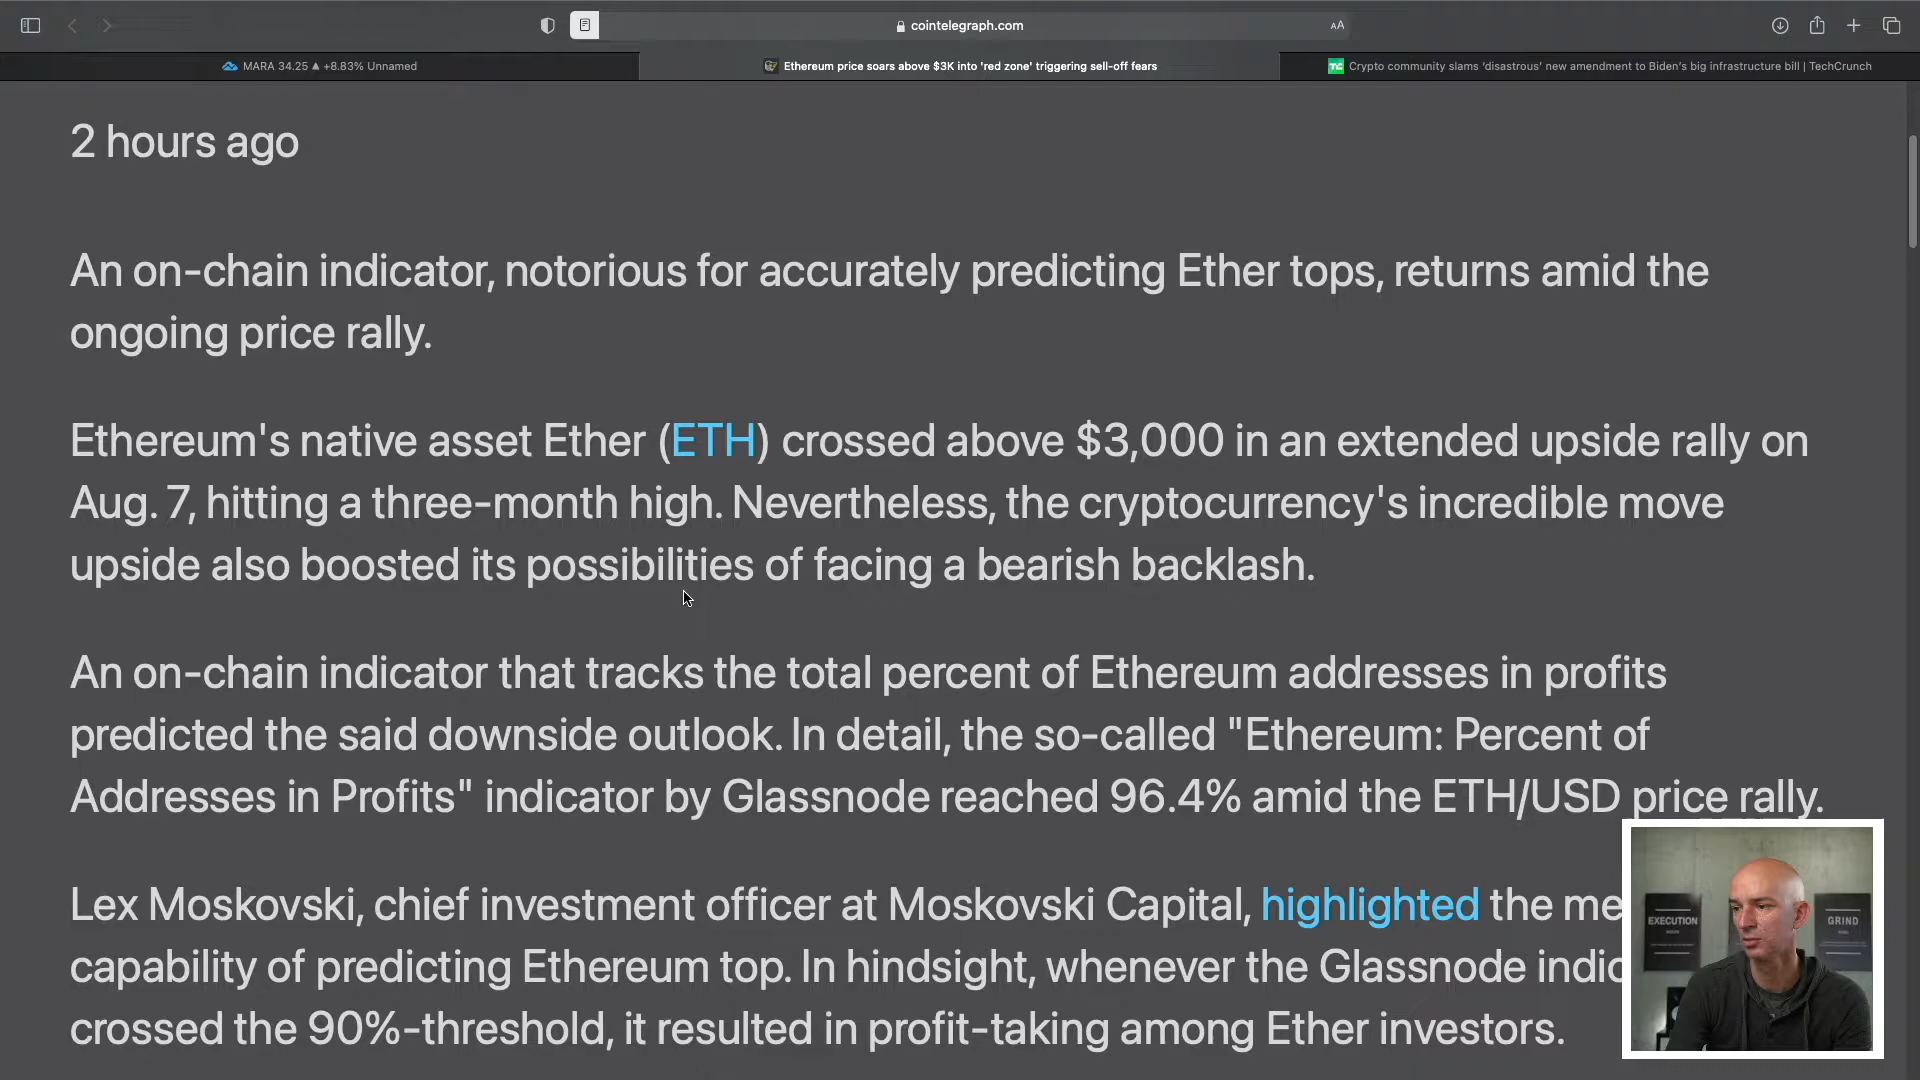 cointelegraph.com
AA
MARA 34.25 ▲ +8.83% Unnamed
Ethereum price soars above $3K into 'red zone' triggering sell-off fears
Crypto community slams 'disastrous' new amendment to Biden's big infrastructure bill | TechCrunch
2 hours ago
An on-chain indicator, notorious for accurately predicting Ether tops, returns amid the
ongoing price rally.
Ethereum's native asset Ether (ETH) crossed above $3,000 in an extended upside rally on
Aug. 7, hitting a three-month high. Nevertheless, the cryptocurrency's incredible move
upside also boosted its possibilities of facing a bearish backlash.
An on-chain indicator that tracks the total percent of Ethereum addresses in profits
predicted the said downside outlook. In detail, the so-called "Ethereum: Percent of
Addresses in Profits" indicator by Glassnode reached 96.4% amid the ETH/USD price rally.
Lex Moskovski, chief investment officer at Moskovski Capital, highlighted the me
capability of predicting Ethereum top. In hindsight, whenever the Glassnode indic
crossed the 90%-threshold, it resulted in profit-taking among Ether investors.
EXECUTION
GRIND